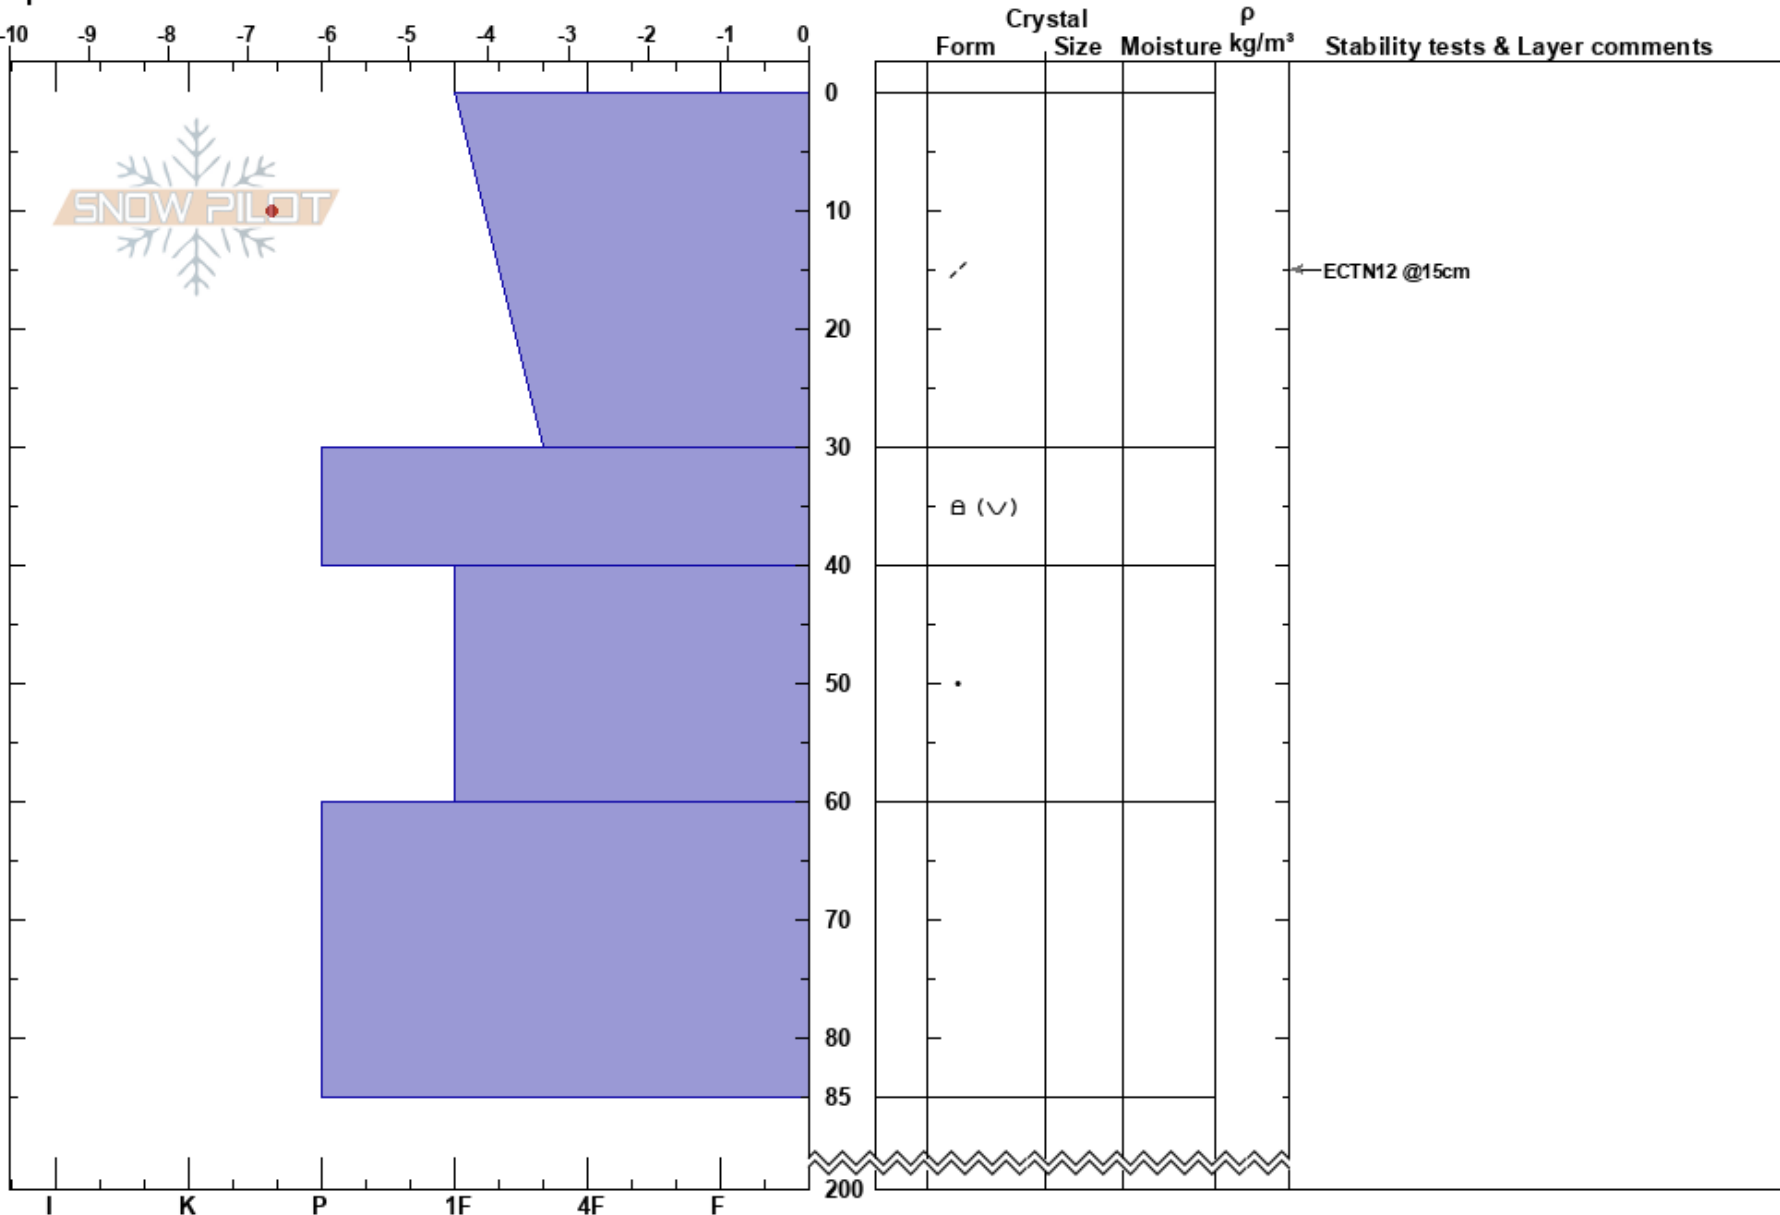 Crystal ρ
-10 -9 -8 -7 -6 -5 -4 -3 -2 -1 0
Form Size Moisture kg/m³ Stability tests & Layer comments
0
SNOW PILOT
10
ECTN12 @15cm
20
30
(V)
40
50
60
70
80
85
200
I K P 1F 4F F